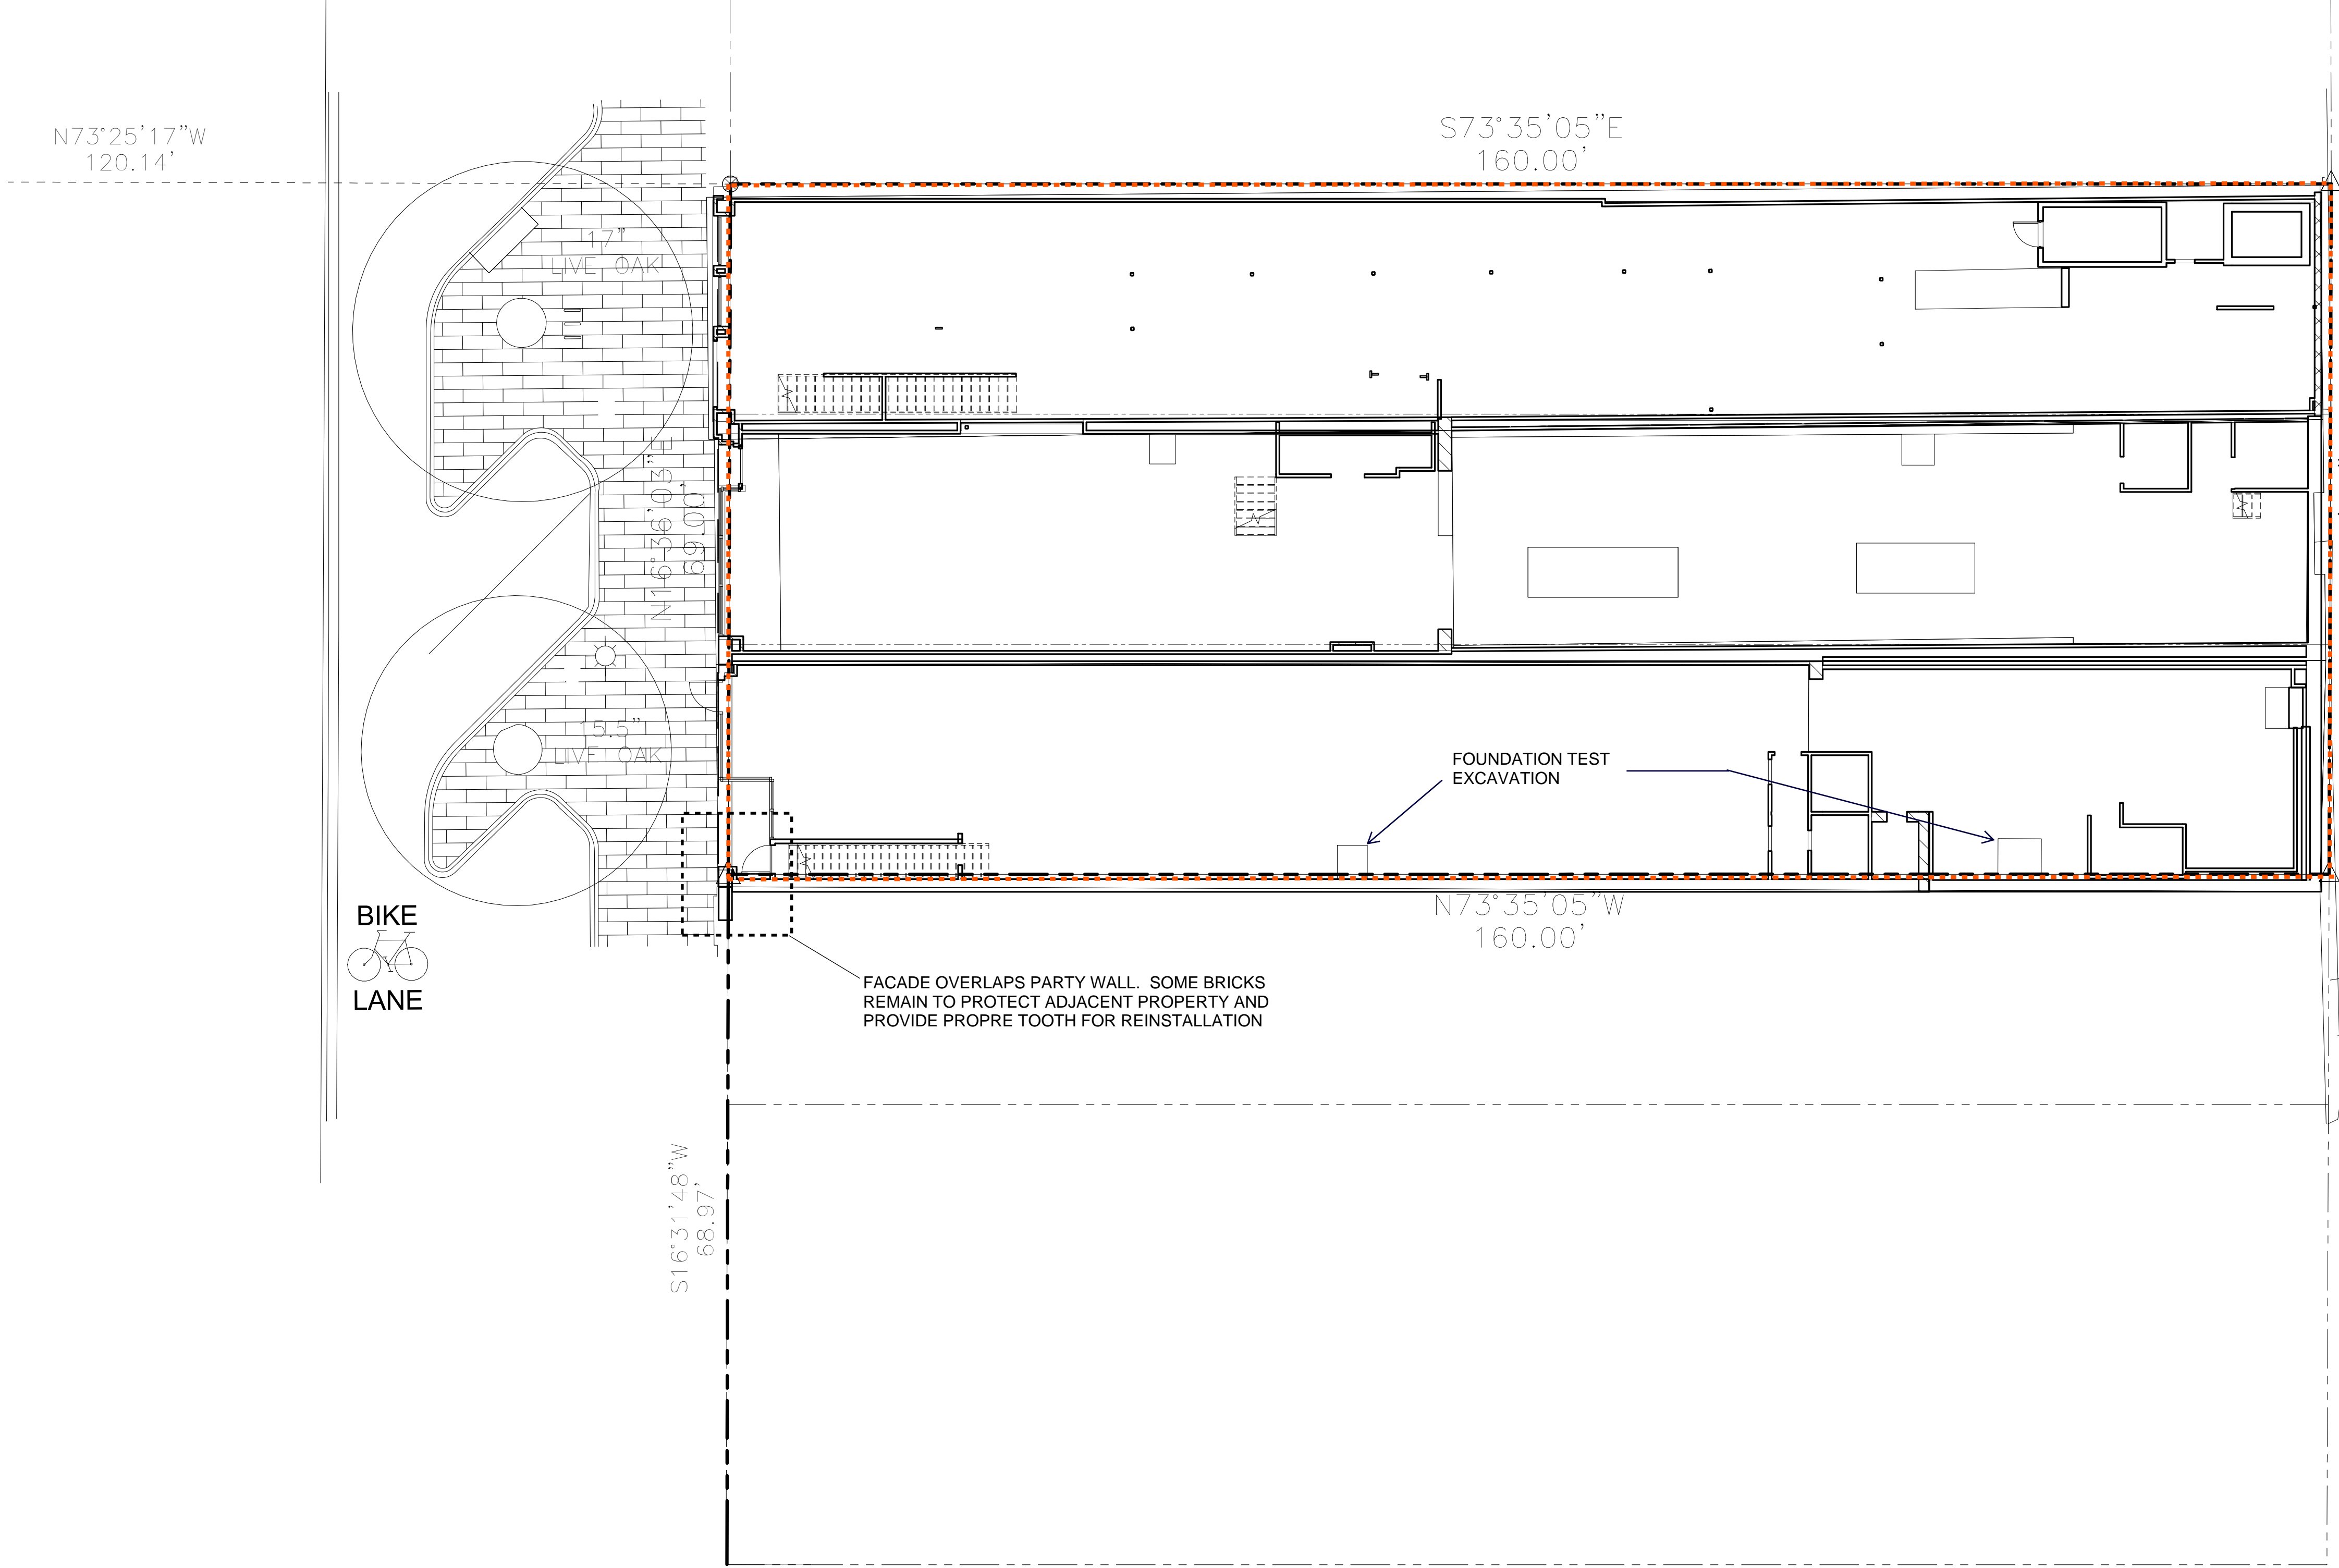 N73°25'17"W
120.14'
S73°35'05"E
160.00'
17"
LIVE OAK
N16°36'03"E
69.00'
15.5"
LIVE OAK
FOUNDATION TEST
EXCAVATION
N73°35'05"W
160.00'
BIKE
LANE
FACADE OVERLAPS PARTY WALL. SOME BRICKS
REMAIN TO PROTECT ADJACENT PROPERTY AND
PROVIDE PROPRE TOOTH FOR REINSTALLATION
S16°31'48"W
68.97'